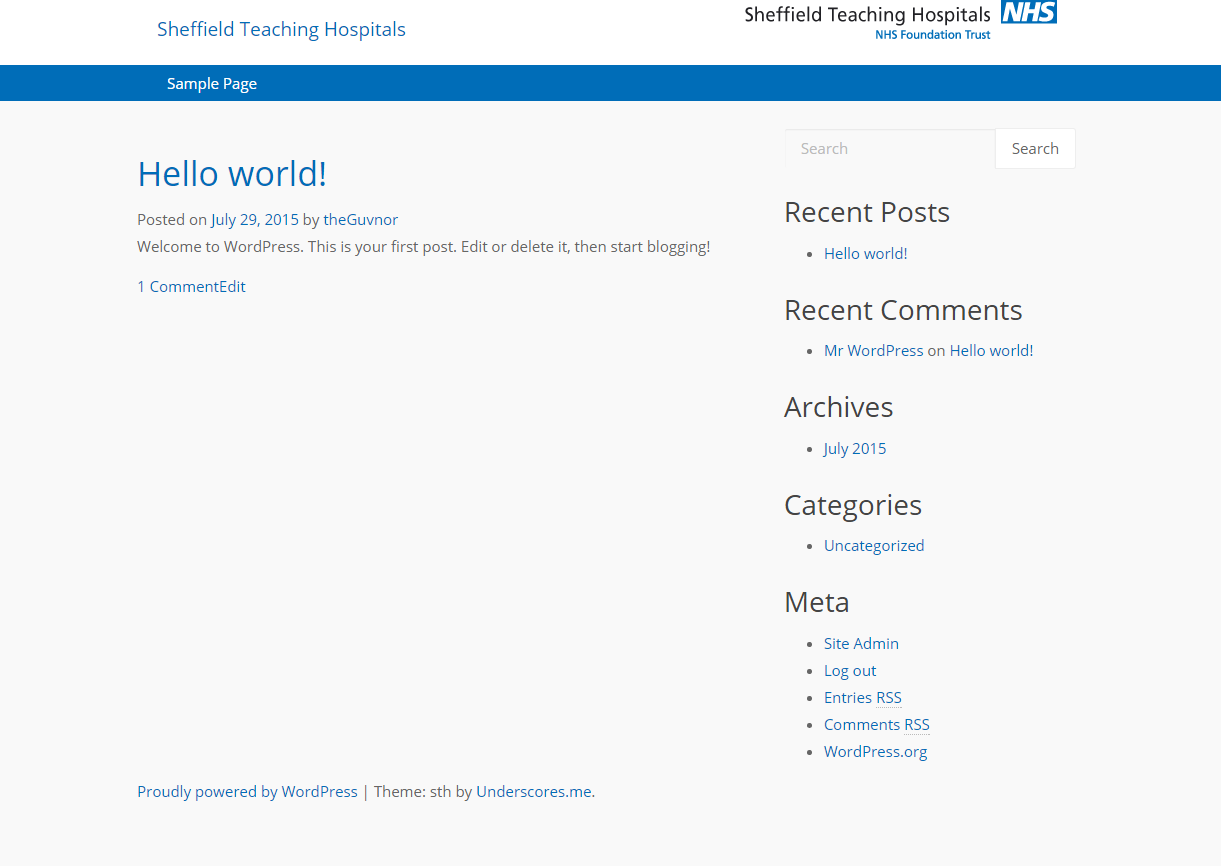 Sheffield Teaching Hospitals
Sheffield Teaching Hospitals NHS
NHS Foundation Trust
Sample Page
Hello world!
Posted on July 29, 2015 by theGuvnor
Welcome to WordPress. This is your first post. Edit or delete it, then start blogging!
1 CommentEdit
Search Search
Recent Posts
Hello world!
Recent Comments
Mr WordPress on Hello world!
Archives
July 2015
Categories
Uncategorized
Meta
Site Admin
Log out
Entries RSS
Comments RSS
WordPress.org
Proudly powered by WordPress | Theme: sth by Underscores.me.